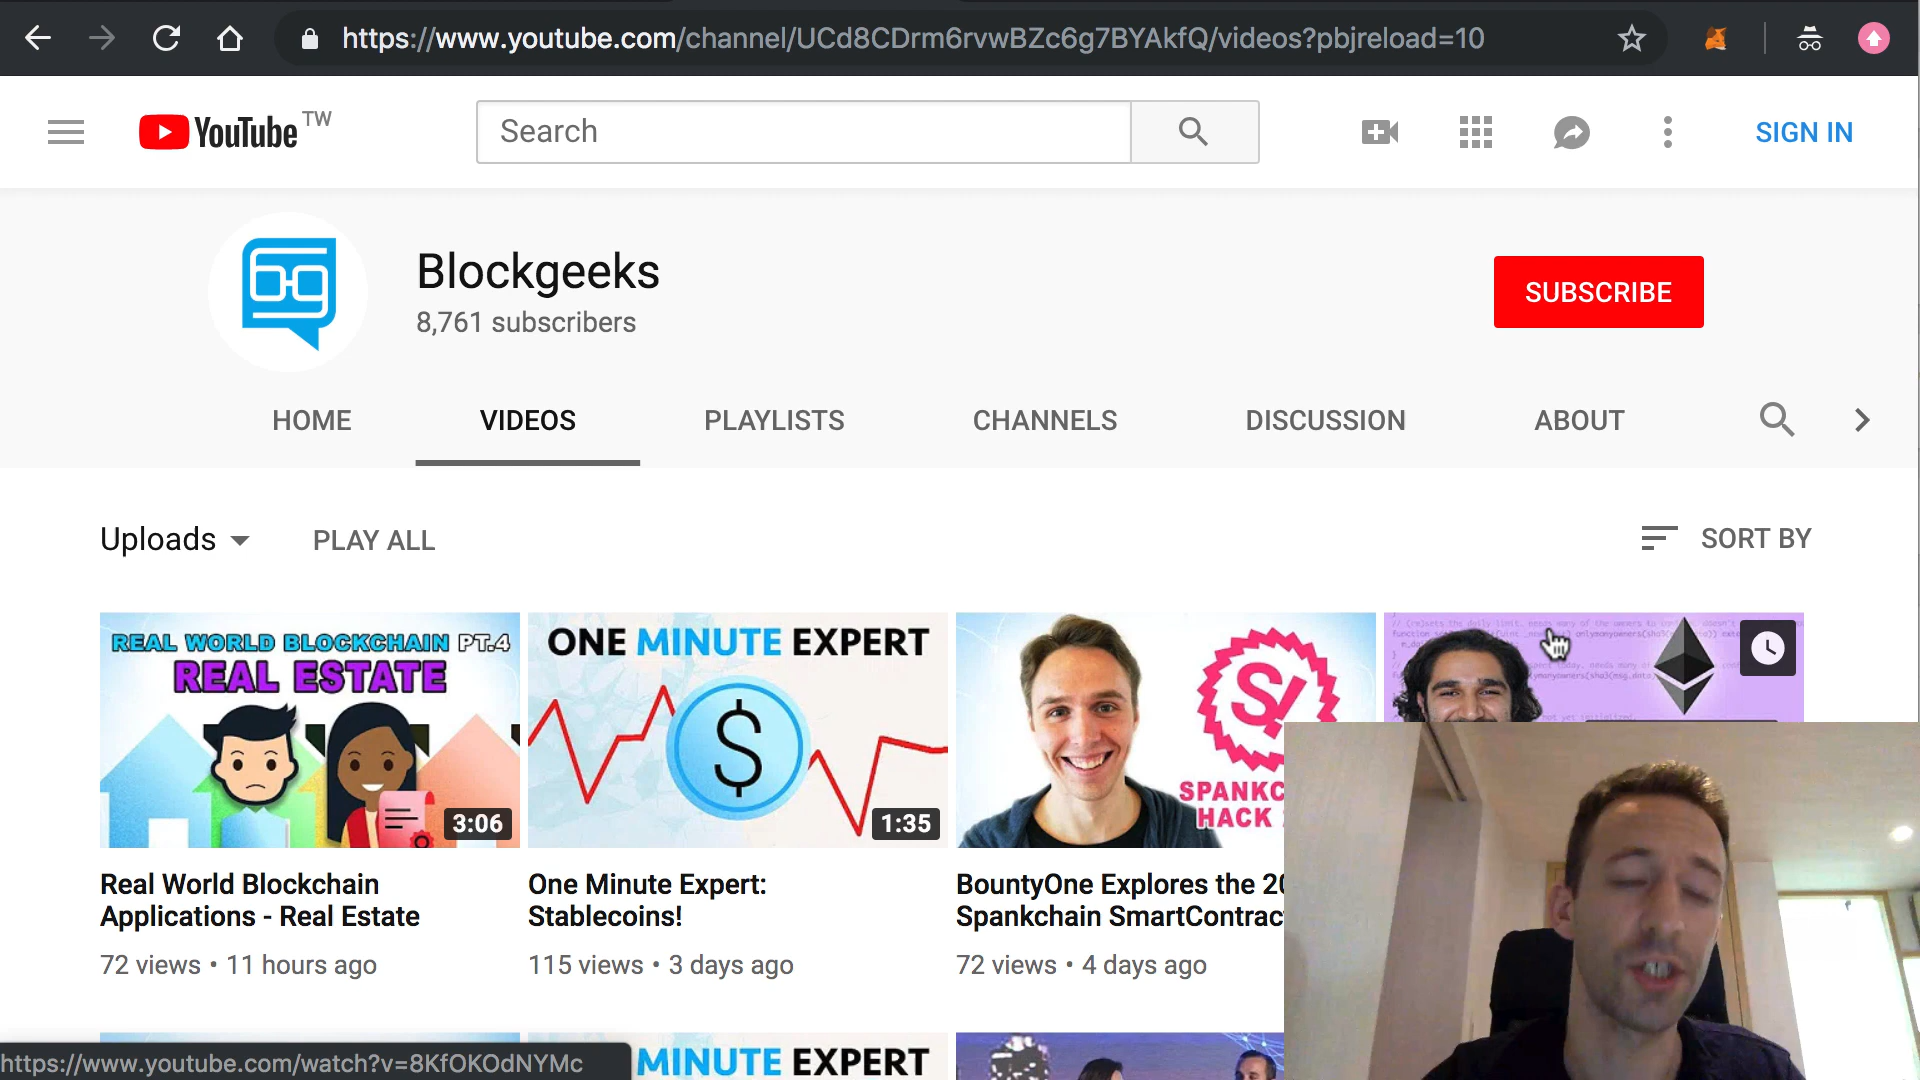 https://www.youtube.com/channel/UCd8CDrm6rvwBZc6g7BYAkfQ/videos?pbjreload=10
YouTube TW
Search
SIGN IN
Blockgeeks
8,761 subscribers
SUBSCRIBE
HOME
VIDEOS
PLAYLISTS
CHANNELS
DISCUSSION
ABOUT
Uploads
PLAY ALL
SORT BY
REAL WORLD BLOCKCHAIN PT.4
REAL ESTATE
3:06
ONE MINUTE EXPERT
$
1:35
SPANKC
HACK
Real World Blockchain
Applications - Real Estate
72 views • 11 hours ago
One Minute Expert:
Stablecoins!
115 views • 3 days ago
BountyOne Explores the 20
Spankchain SmartContrac
72 views • 4 days ago
MINUTE EXPERT
https://www.youtube.com/watch?v=8KfOKOdNYMc